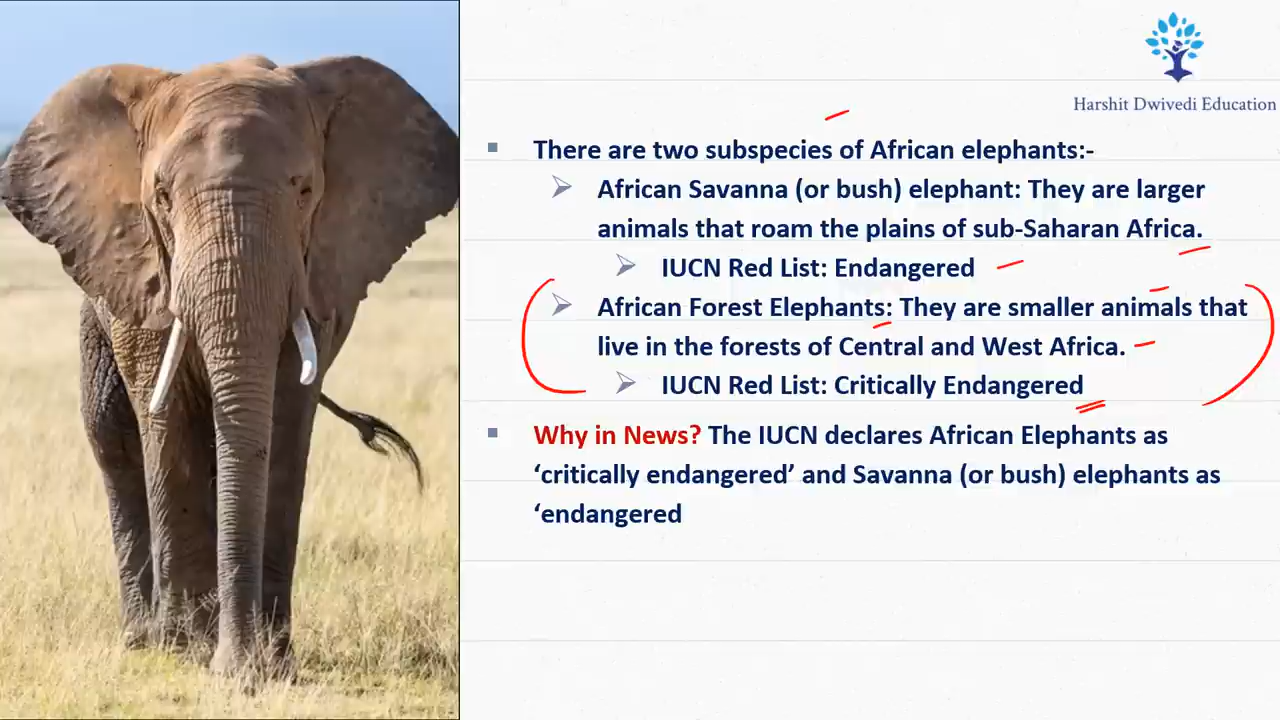 Harshit Dwivedi Education
There are two subspecies of African elephants:-
African Savanna (or bush) elephant: They are larger
animals that roam the plains of sub-Saharan Africa.
IUCN Red List: Endangered
African Forest Elephants: They are smaller animals that
live in the forests of Central and West Africa.
IUCN Red List: Critically Endangered
Why in News? The IUCN declares African Elephants as
‘critically endangered’ and Savanna (or bush) elephants as
‘endangered